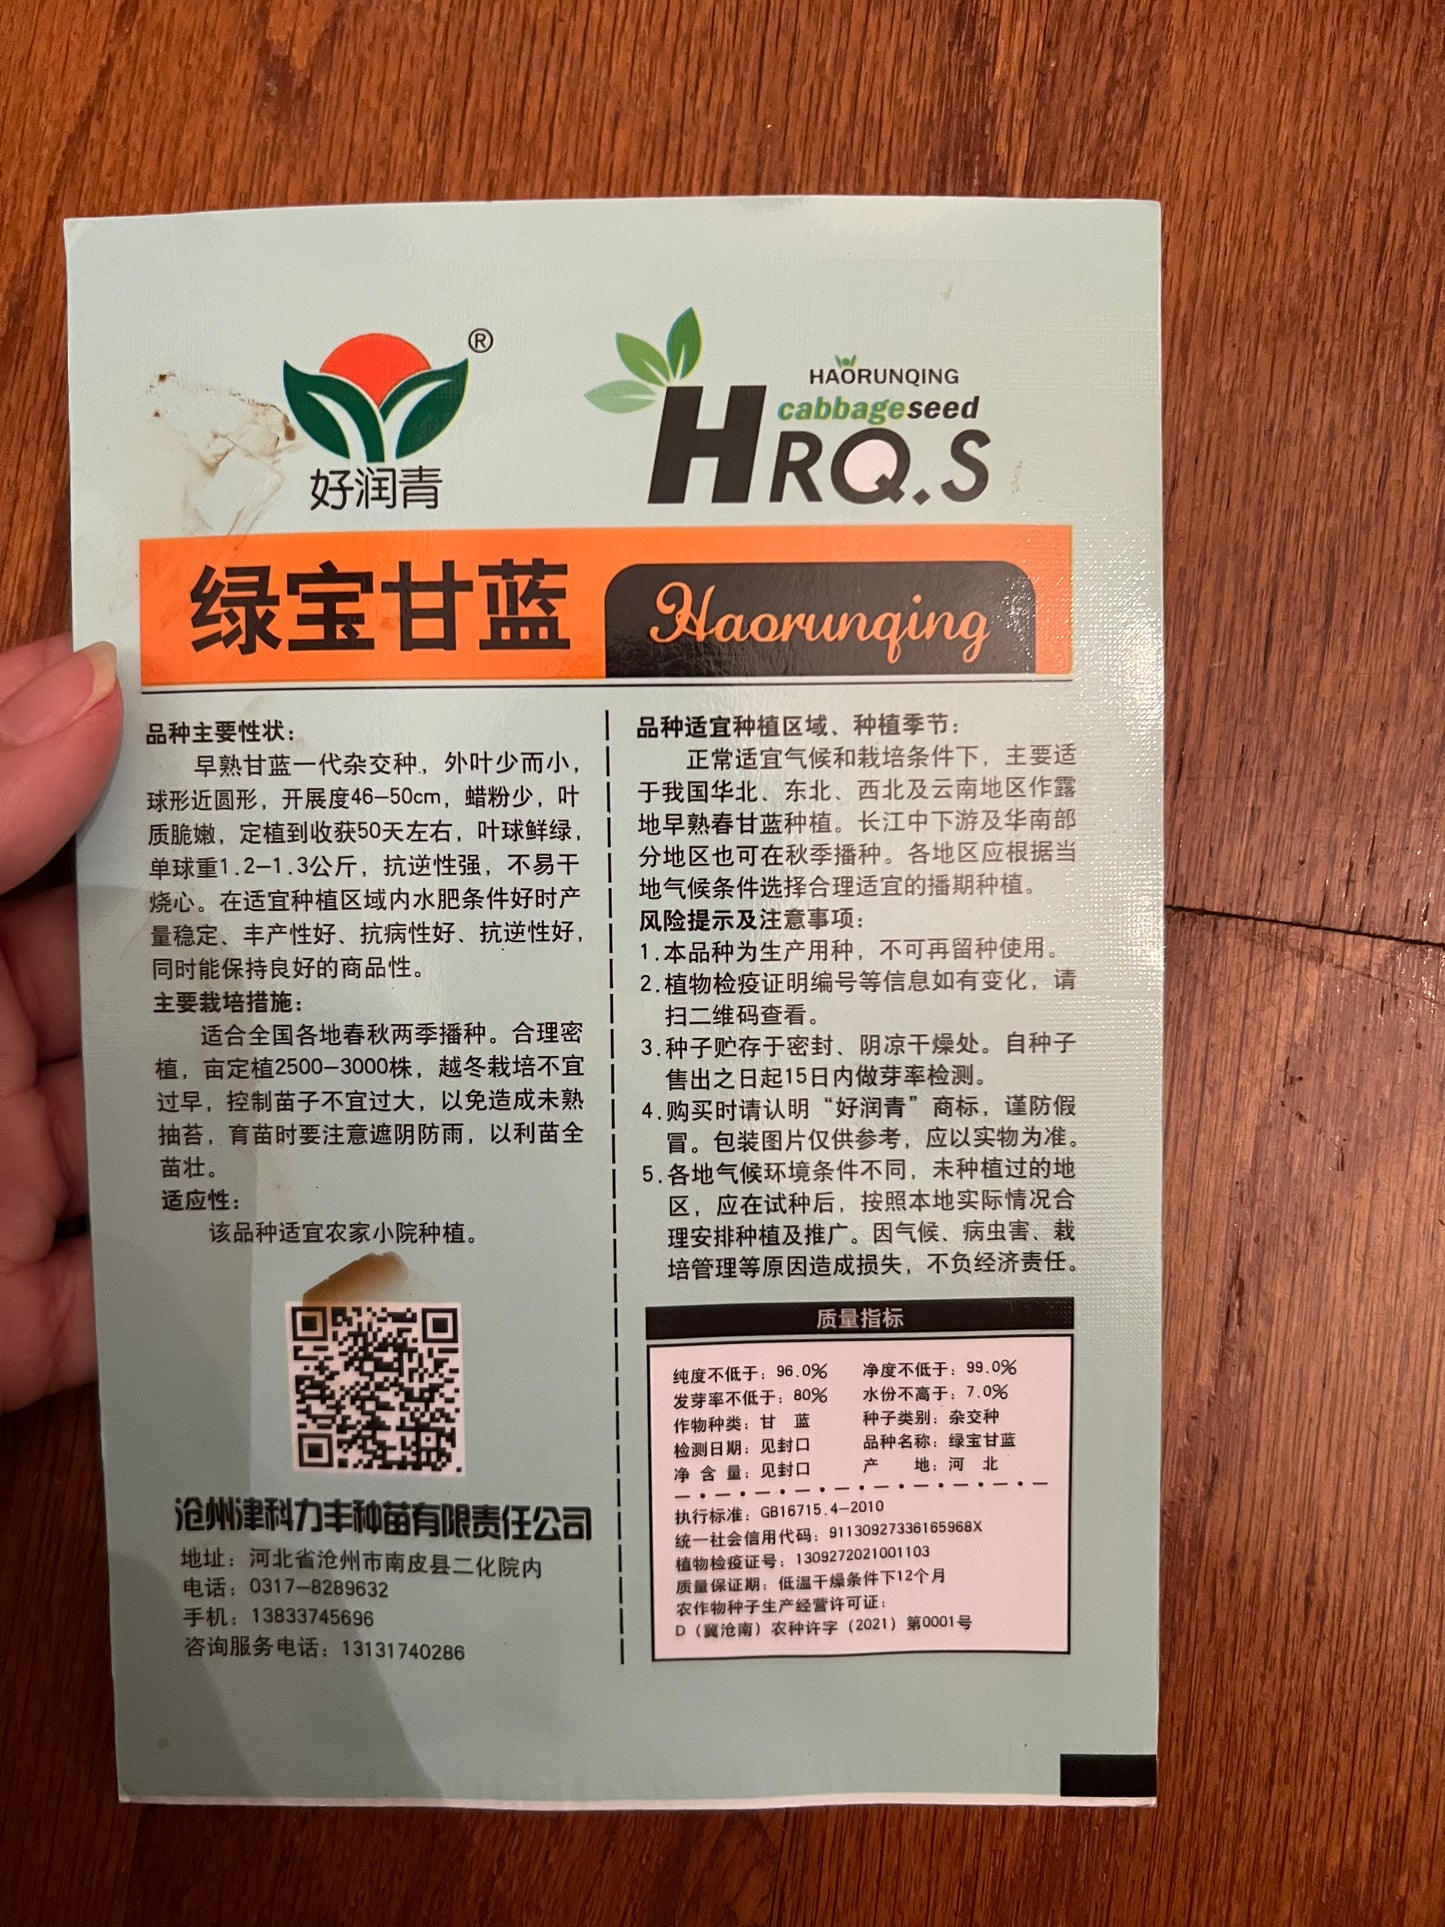 ®
好润青
HAORUNQING
cabbageseed
HRQ.S
绿宝甘蓝
Haorunqing
品种主要性状：
早熟甘蓝一代杂交种，外叶少而小，
球形近圆形，开展度46—50cm，蜡粉少，叶
质脆嫩，定植到收获50天左右，叶球鲜绿，
单球重1.2—1.3公斤，抗逆性强，不易干
烧心。在适宜种植区域内水肥条件好时产
量稳定、丰产性好、抗病性好、抗逆性好，
同时能保持良好的商品性。
主要栽培措施：
适合全国各地春秋两季播种。合理密
植，亩定植2500—3000株，越冬栽培不宜
过早，控制苗子不宜过大，以免造成未熟
抽苔，育苗时要注意遮阴防雨，以利苗全
苗壮。
适应性：
该品种适宜农家小院种植。
沧州津科力丰种苗有限责任公司
地址：河北省沧州市南皮县二化院内
电话：0317—8289632
手机：13833745696
咨询服务电话：13131740286
品种适宜种植区域、种植季节：
正常适宜气候和栽培条件下，主要适
于我国华北、东北、西北及云南地区作露
地早熟春甘蓝种植。长江中下游及华南部
分地区也可在秋季播种。各地区应根据当
地气候条件选择合理适宜的播期种植。
风险提示及注意事项：
1.本品种为生产用种，不可再留种使用。
2.植物检疫证明编号等信息如有变化，请
扫二维码查看。
3.种子贮存于密封、阴凉干燥处。自种子
售出之日起15日内做芽率检测。
4.购买时请认明“好润青”商标，谨防假
冒。包装图片仅供参考，应以实物为准。
5.各地气候环境条件不同，未种植过的地
区，应在试种后，按照本地实际情况合
理安排种植及推广。因气候、病虫害、栽
培管理等原因造成损失，不负经济责任。
质量指标
纯度不低于：96.0% 净度不低于：99.0%
发芽率不低于：80% 水份不高于：7.0%
作物种类：甘 蓝 种子类别：杂交种
检测日期：见封口 品种名称：绿宝甘蓝
净 含 量：见封口 产 地：河 北
执行标准：GB16715.4—2010
统一社会信用代码：91130927336165968X
植物检疫证号：1309272021001103
质量保证期：低温干燥条件下12个月
农作物种子生产经营许可证：
D（冀沧南）农种许字（2021）第0001号